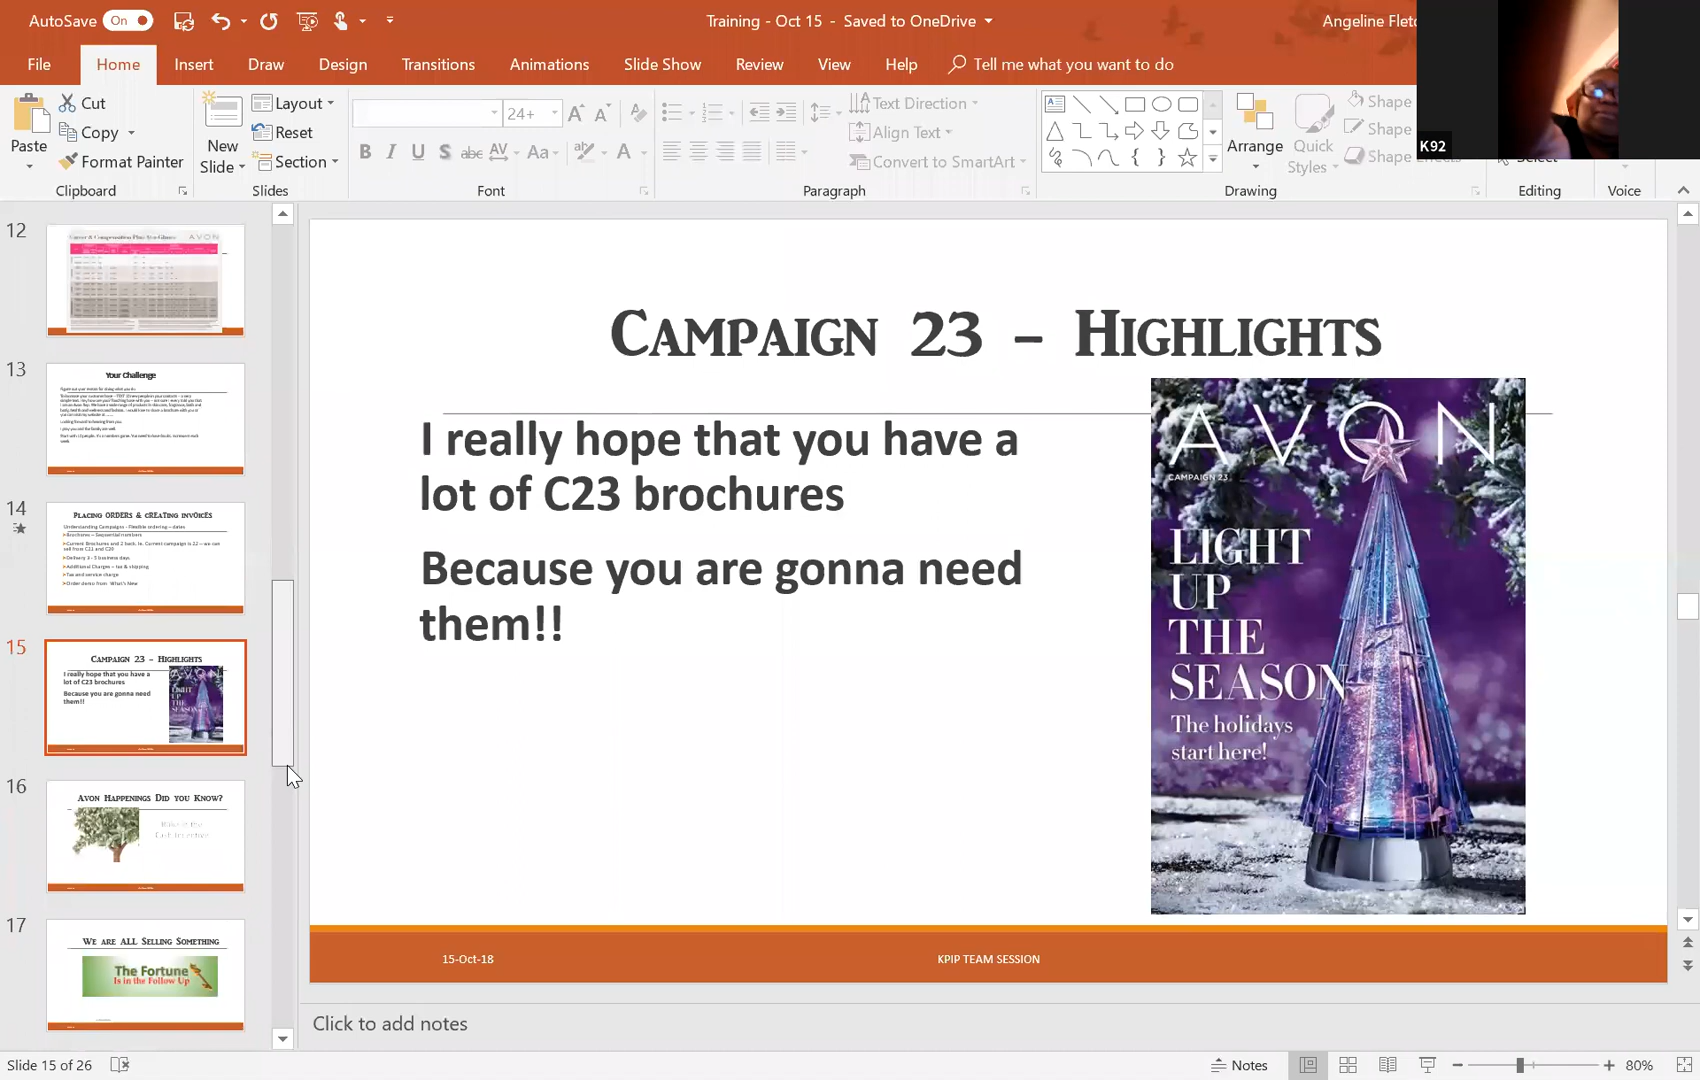 AutoSave On
Training - Oct 15 - Saved to OneDrive
Angeline Fletc
File Home Insert Draw Design Transitions Animations Slide Show Review View Help Tell me what you want to do
Paste
Cut
Copy
Format Painter
Clipboard
New
Slide
Layout
Reset
Section
Slides
24+
Font
Text Direction
Align Text
Convert to SmartArt
Paragraph
Arrange
Quick
Styles
Shape
Shape
Shape Effects
Drawing
Select
Editing
Voice
K92
12
AVON
13
Your Challenge
14
Placing orders & creating invoices
Understanding Campaigns - Flexible ordering - dates
Brochures - Sequential numbers
Current Brochures and 2 back, ie. Current campaign is 22 - we can
sell from C21 and C20
Delivery 3 - 5 business days
Additional Charges - tax & shipping
Tax and service charge
Order demo from What's New
15
Campaign 23 - Highlights
I really hope that you have a
lot of C23 brochures
Because you are gonna need
them!!
AVON
LIGHT
UP
THE
SEASON
16
Avon Happenings Did you Know?
17
We are ALL Selling Something
The Fortune
Is in the Follow Up
Campaign 23 – Highlights
I really hope that you have a
lot of C23 brochures
Because you are gonna need
them!!
AVON
CAMPAIGN 23
LIGHT
UP
THE
SEASON
The holidays
start here!
15-Oct-18
KPIP TEAM SESSION
Click to add notes
Slide 15 of 26
Notes
80%